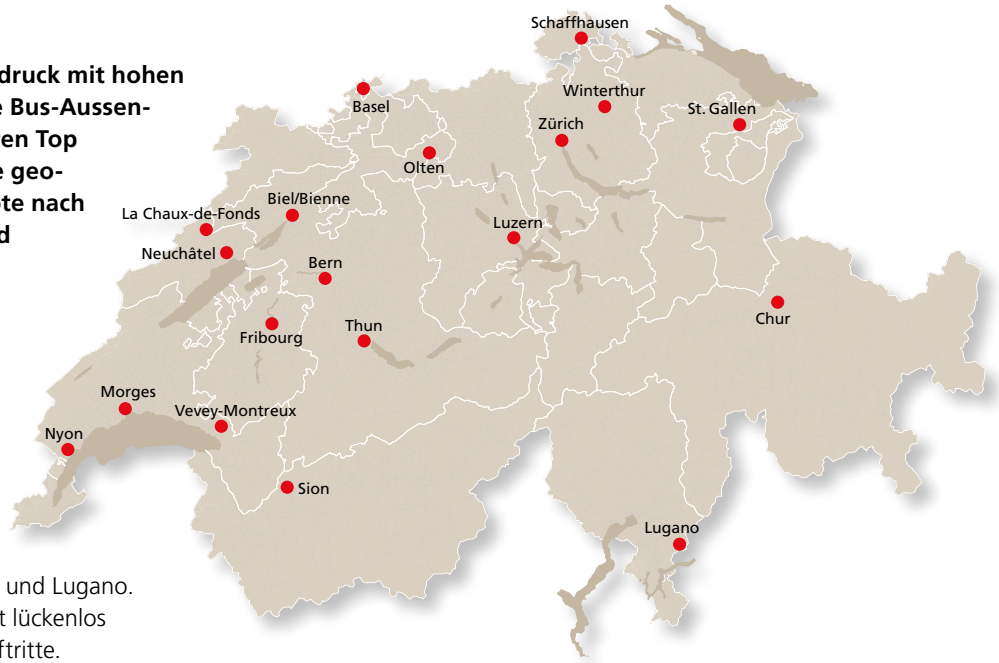 druck mit hohen
e Bus-Aussen-
en Top
e geo-
te nach
d
Schaffhausen
Basel
Winterthur
Zürich
St. Gallen
Olten
La Chaux-de-Fonds
Biel/Bienne
Neuchâtel
Luzern
Bern
Chur
Fribourg
Thun
Morges
Vevey-Montreux
Nyon
Sion
Lugano
und Lugano.
t lückenlos
ftritte.